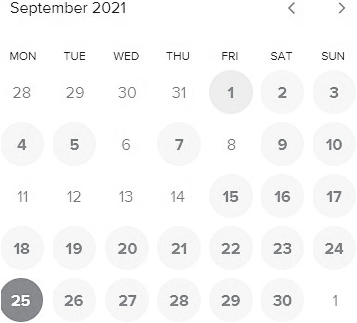 September 2021
MON TUE WED THU FRI SAT SUN
28 29 30 31 1 2 3
4 5 6 7 8 9 10
11 12 13 14 15 16 17
18 19 20 21 22 23 24
25 26 27 28 29 30 1